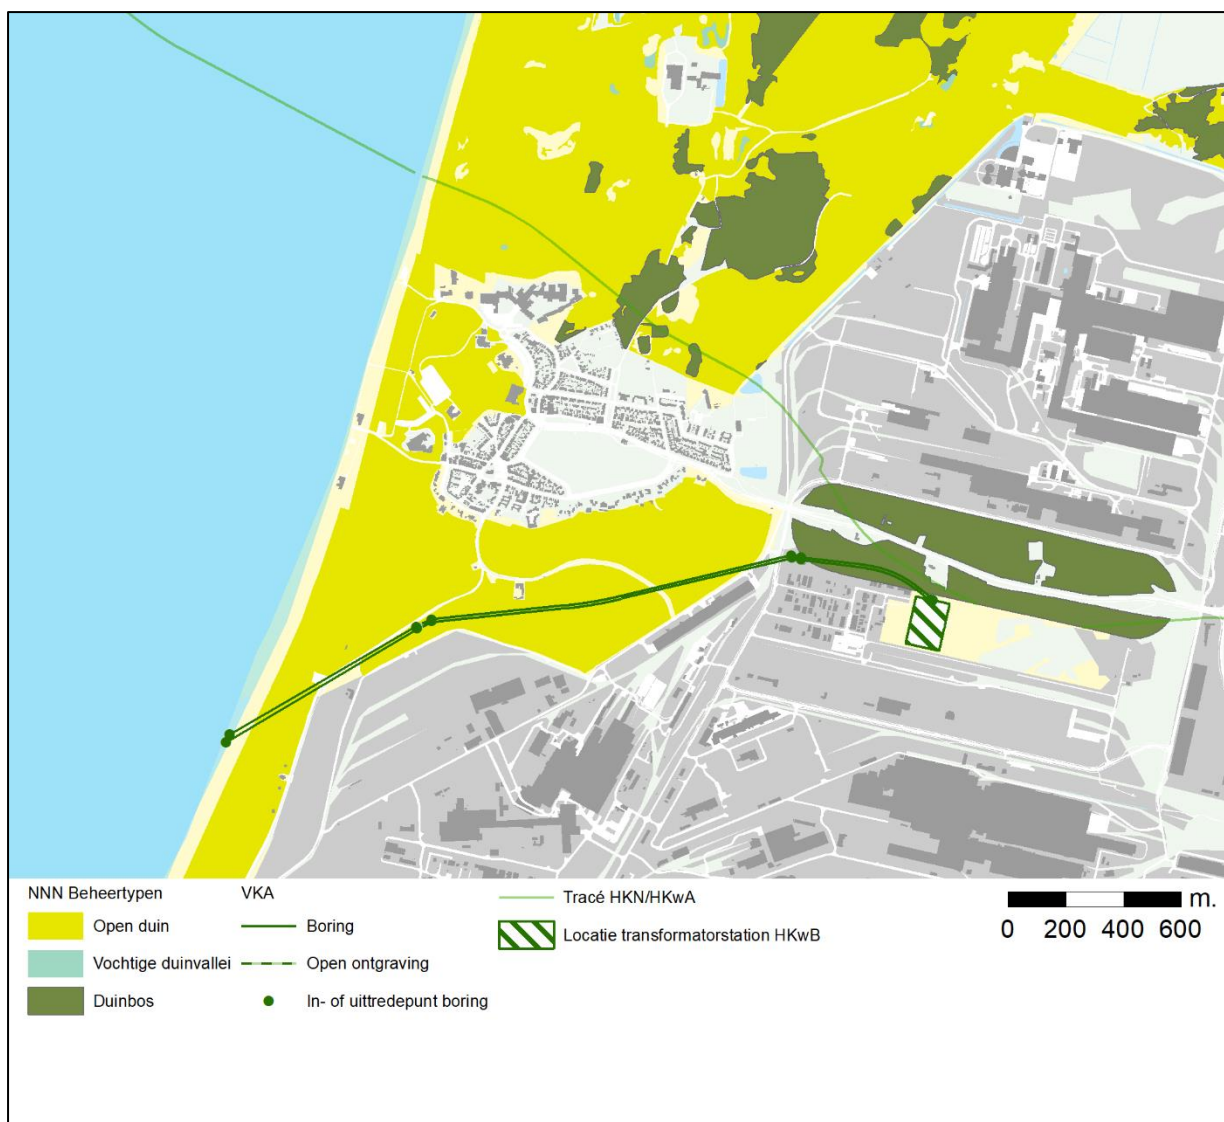 NNN Beheertypen
Open duin
Vochtige duinvallei
Duinbos
VKA
Boring
Open ontgraving
In- of uittredepunt boring
Tracé HKN/HKwA
Locatie transformatorstation HKwB
m.
0 200 400 600